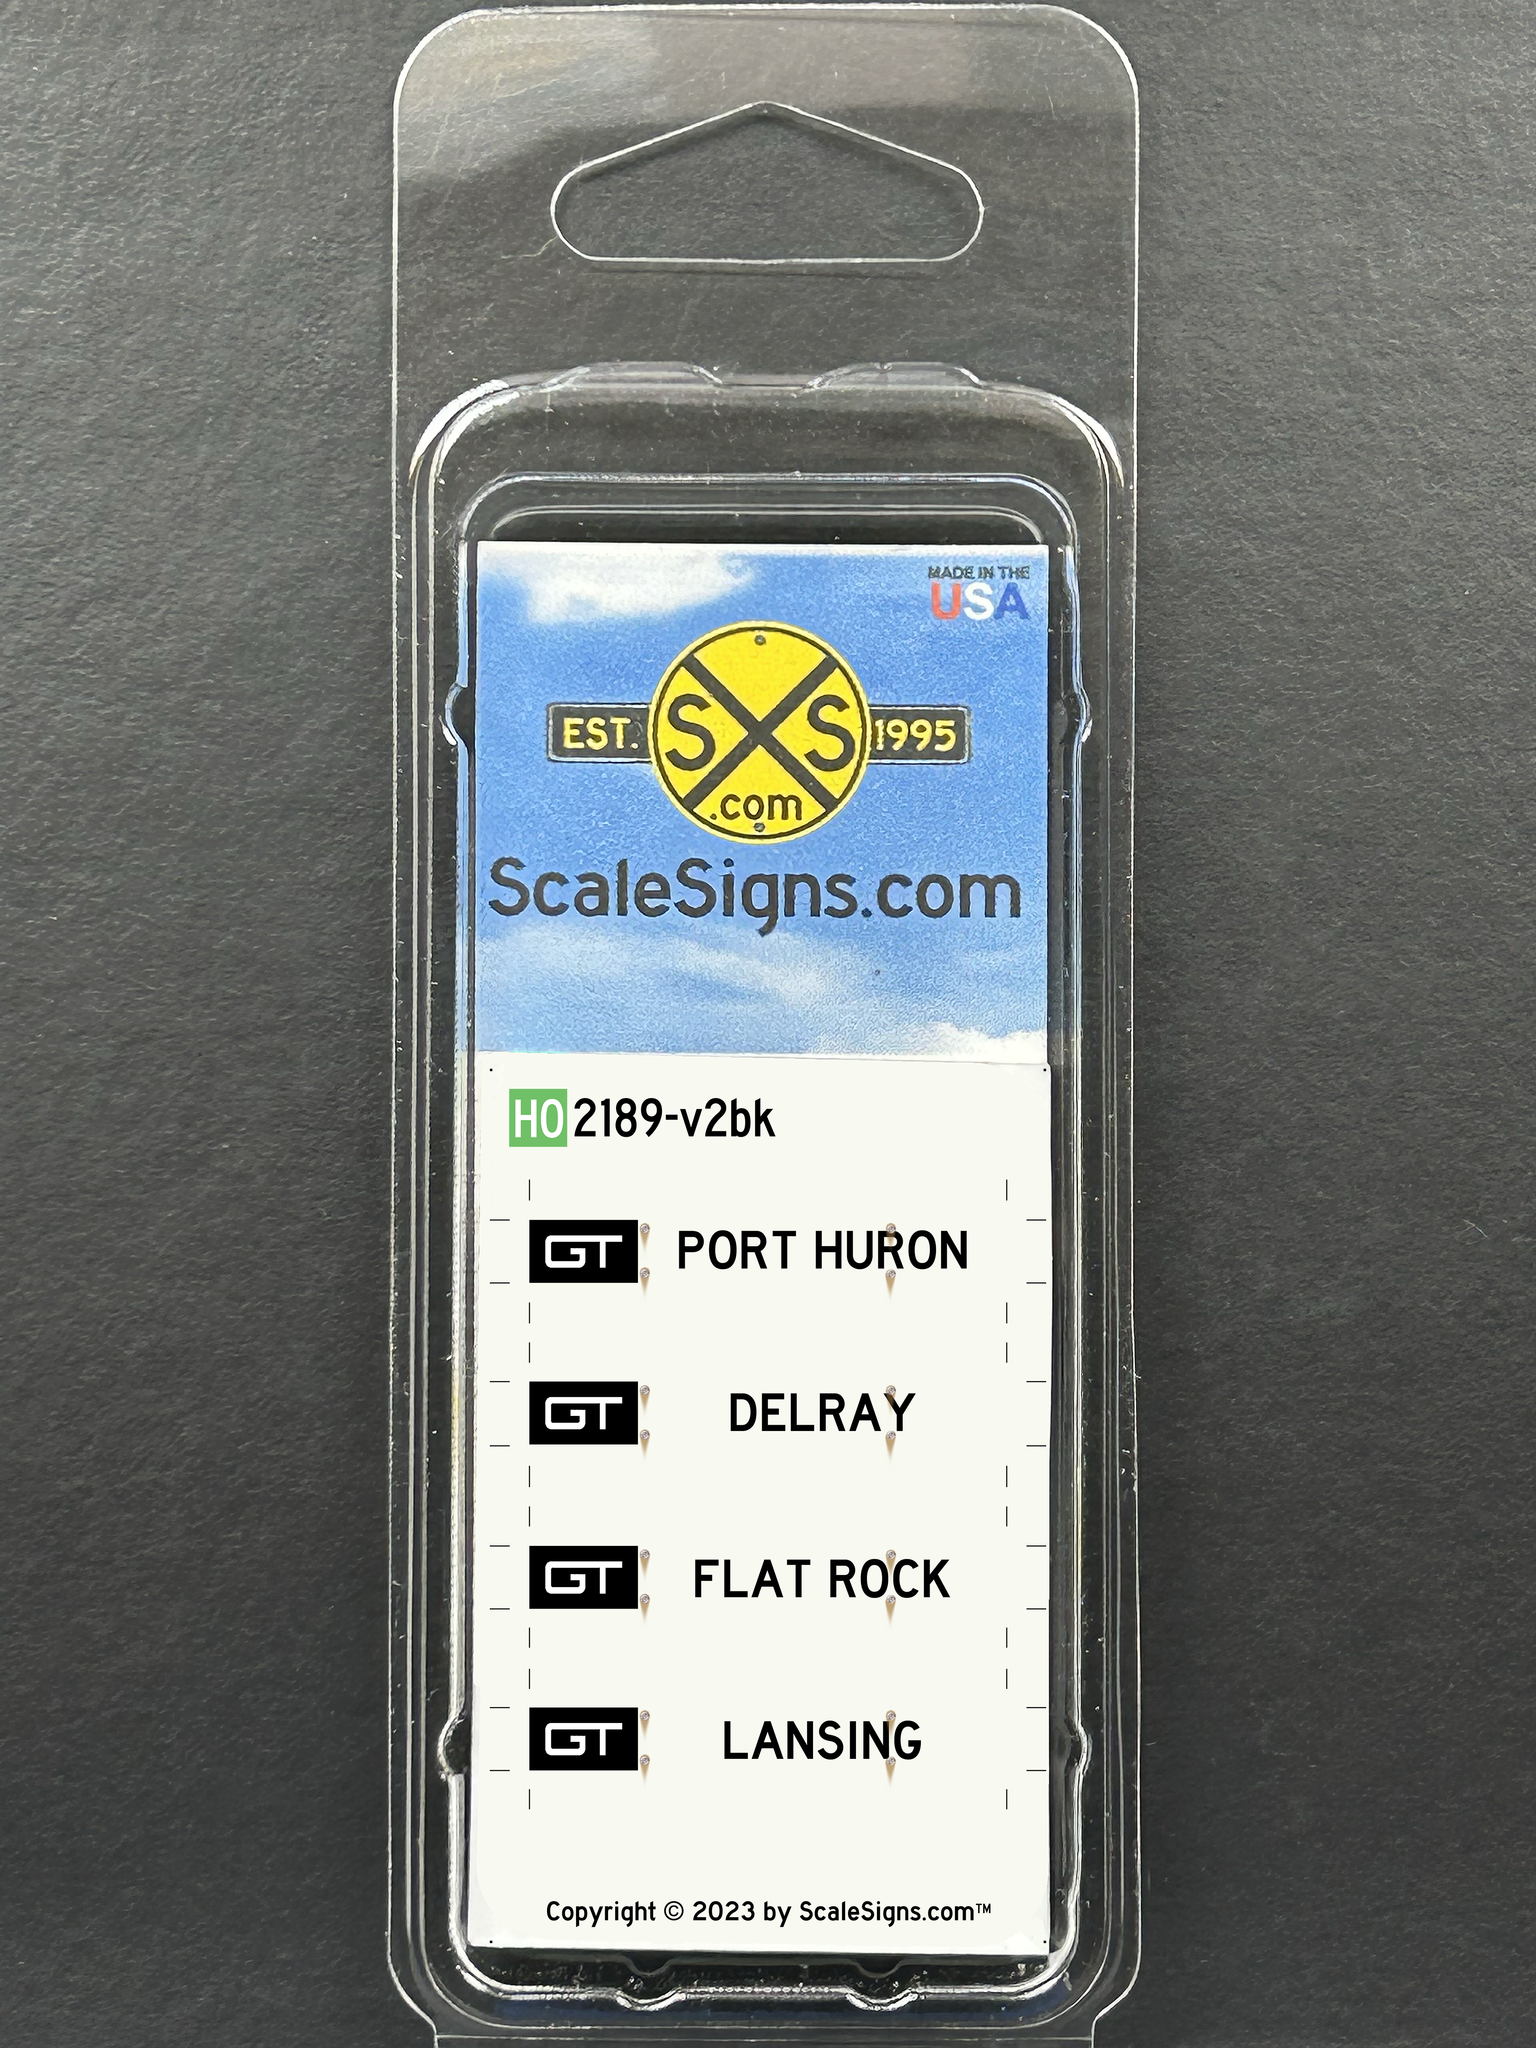 MADE IN THE
USA
EST. S S 1995
.com
ScaleSigns.com
HO 2189-v2bk
GT PORT HURON
GT DELRAY
GT FLAT ROCK
GT LANSING
Copyright © 2023 by ScaleSigns.com™